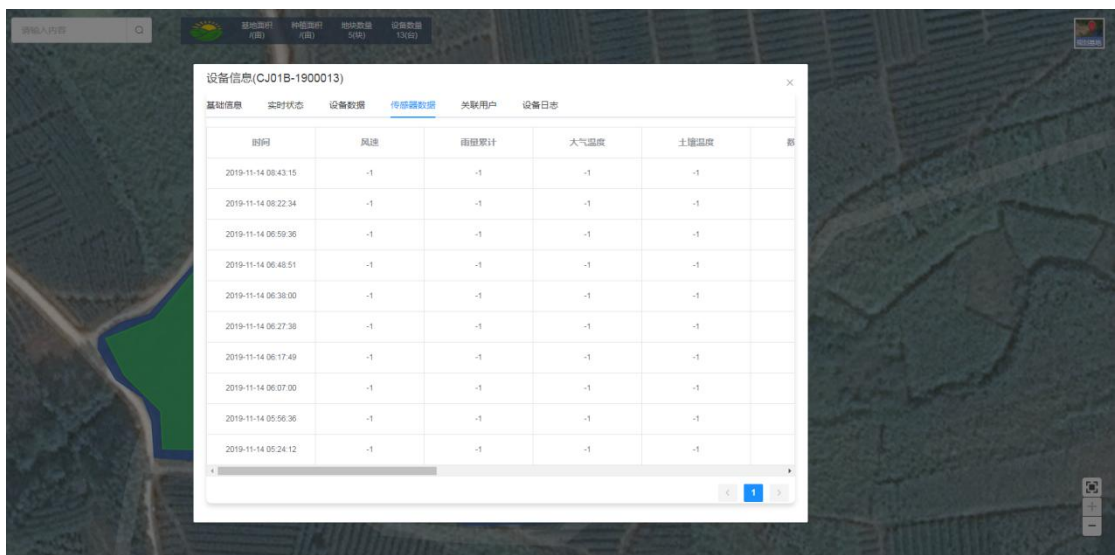 请输入内容
基地面积 种植面积 地块数量 设备数量
/(亩) /(亩) 5(块) 13(台)
规划基地
设备信息(CJ01B-1900013)
×
基础信息 实时状态 设备数据 传感器数据 关联用户 设备日志
时间 风速 雨量累计 大气温度 土壤温度
2019-11-14 08:43:15 -1 -1 -1 -1
2019-11-14 08:22:34 -1 -1 -1 -1
2019-11-14 06:59:36 -1 -1 -1 -1
2019-11-14 06:48:51 -1 -1 -1 -1
2019-11-14 06:38:00 -1 -1 -1 -1
2019-11-14 06:27:38 -1 -1 -1 -1
2019-11-14 06:17:49 -1 -1 -1 -1
2019-11-14 06:07:00 -1 -1 -1 -1
2019-11-14 05:56:36 -1 -1 -1 -1
2019-11-14 05:24:12 -1 -1 -1 -1
< 1 >
+
−